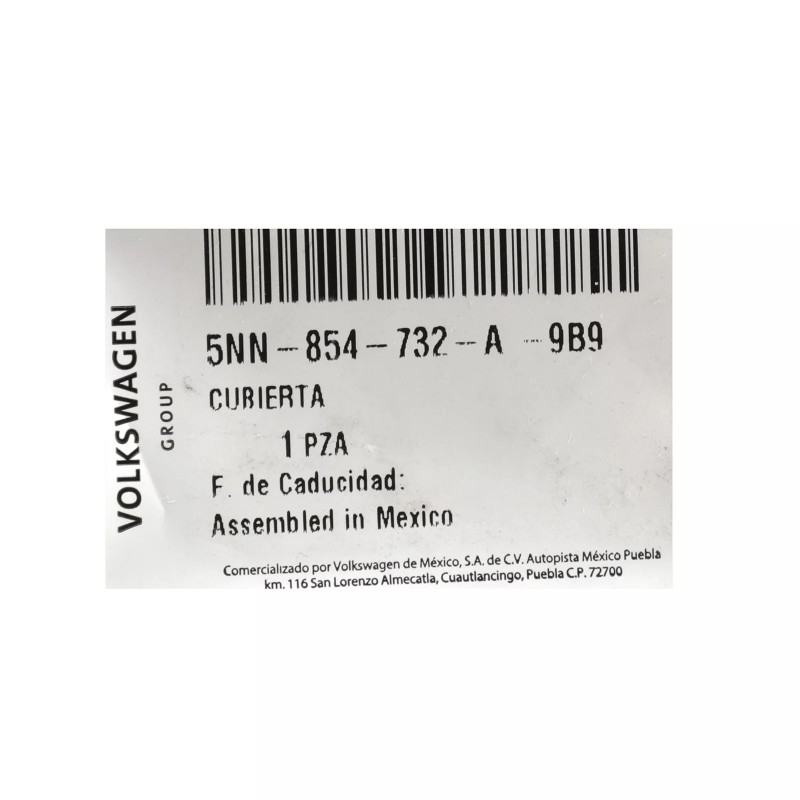 VOLKSWAGEN
GROUP
5NN-854-732-A -- 9B9
CUBIERTA
1 PZA
F. de Caducidad:
Assembled in Mexico
Comercializado por Volkswagen de México, S.A. de C.V. Autopista México Puebla
km. 116 San Lorenzo Almecatla, Cuautlancingo, Puebla C.P. 72700